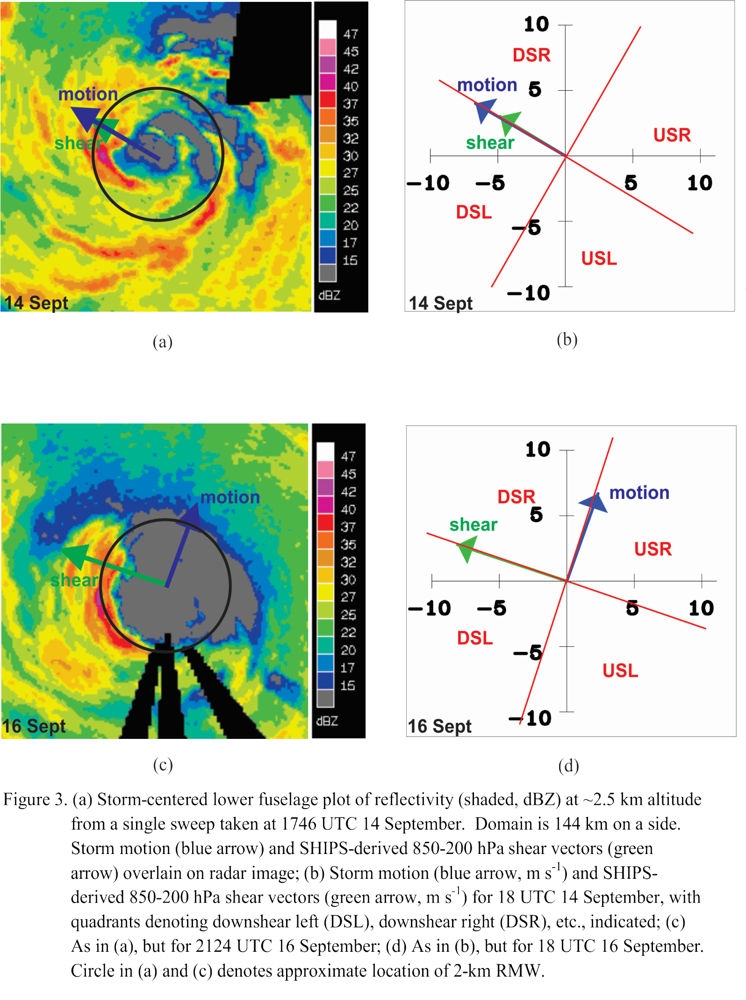 motion
shear
47
45
42
40
37
35
32
30
27
25
22
20
17
15
dBZ
14 Sept
(a)
10
DSR
motion
5
shear
USR
−10
−5
5
10
DSL
−5
USL
−10
14 Sept
(b)
motion
shear
47
45
42
40
37
35
32
30
27
25
22
20
17
15
dBZ
16 Sept
(c)
10
DSR
motion
5
shear
USR
−10
−5
5
10
DSL
−5
USL
−10
16 Sept
(d)
Figure 3. (a) Storm-centered lower fuselage plot of reflectivity (shaded, dBZ) at ~2.5 km altitude
from a single sweep taken at 1746 UTC 14 September. Domain is 144 km on a side.
Storm motion (blue arrow) and SHIPS-derived 850-200 hPa shear vectors (green
arrow) overlain on radar image; (b) Storm motion (blue arrow, m s⁻¹) and SHIPS-
derived 850-200 hPa shear vectors (green arrow, m s⁻¹) for 18 UTC 14 September, with
quadrants denoting downshear left (DSL), downshear right (DSR), etc., indicated; (c)
As in (a), but for 2124 UTC 16 September; (d) As in (b), but for 18 UTC 16 September.
Circle in (a) and (c) denotes approximate location of 2-km RMW.